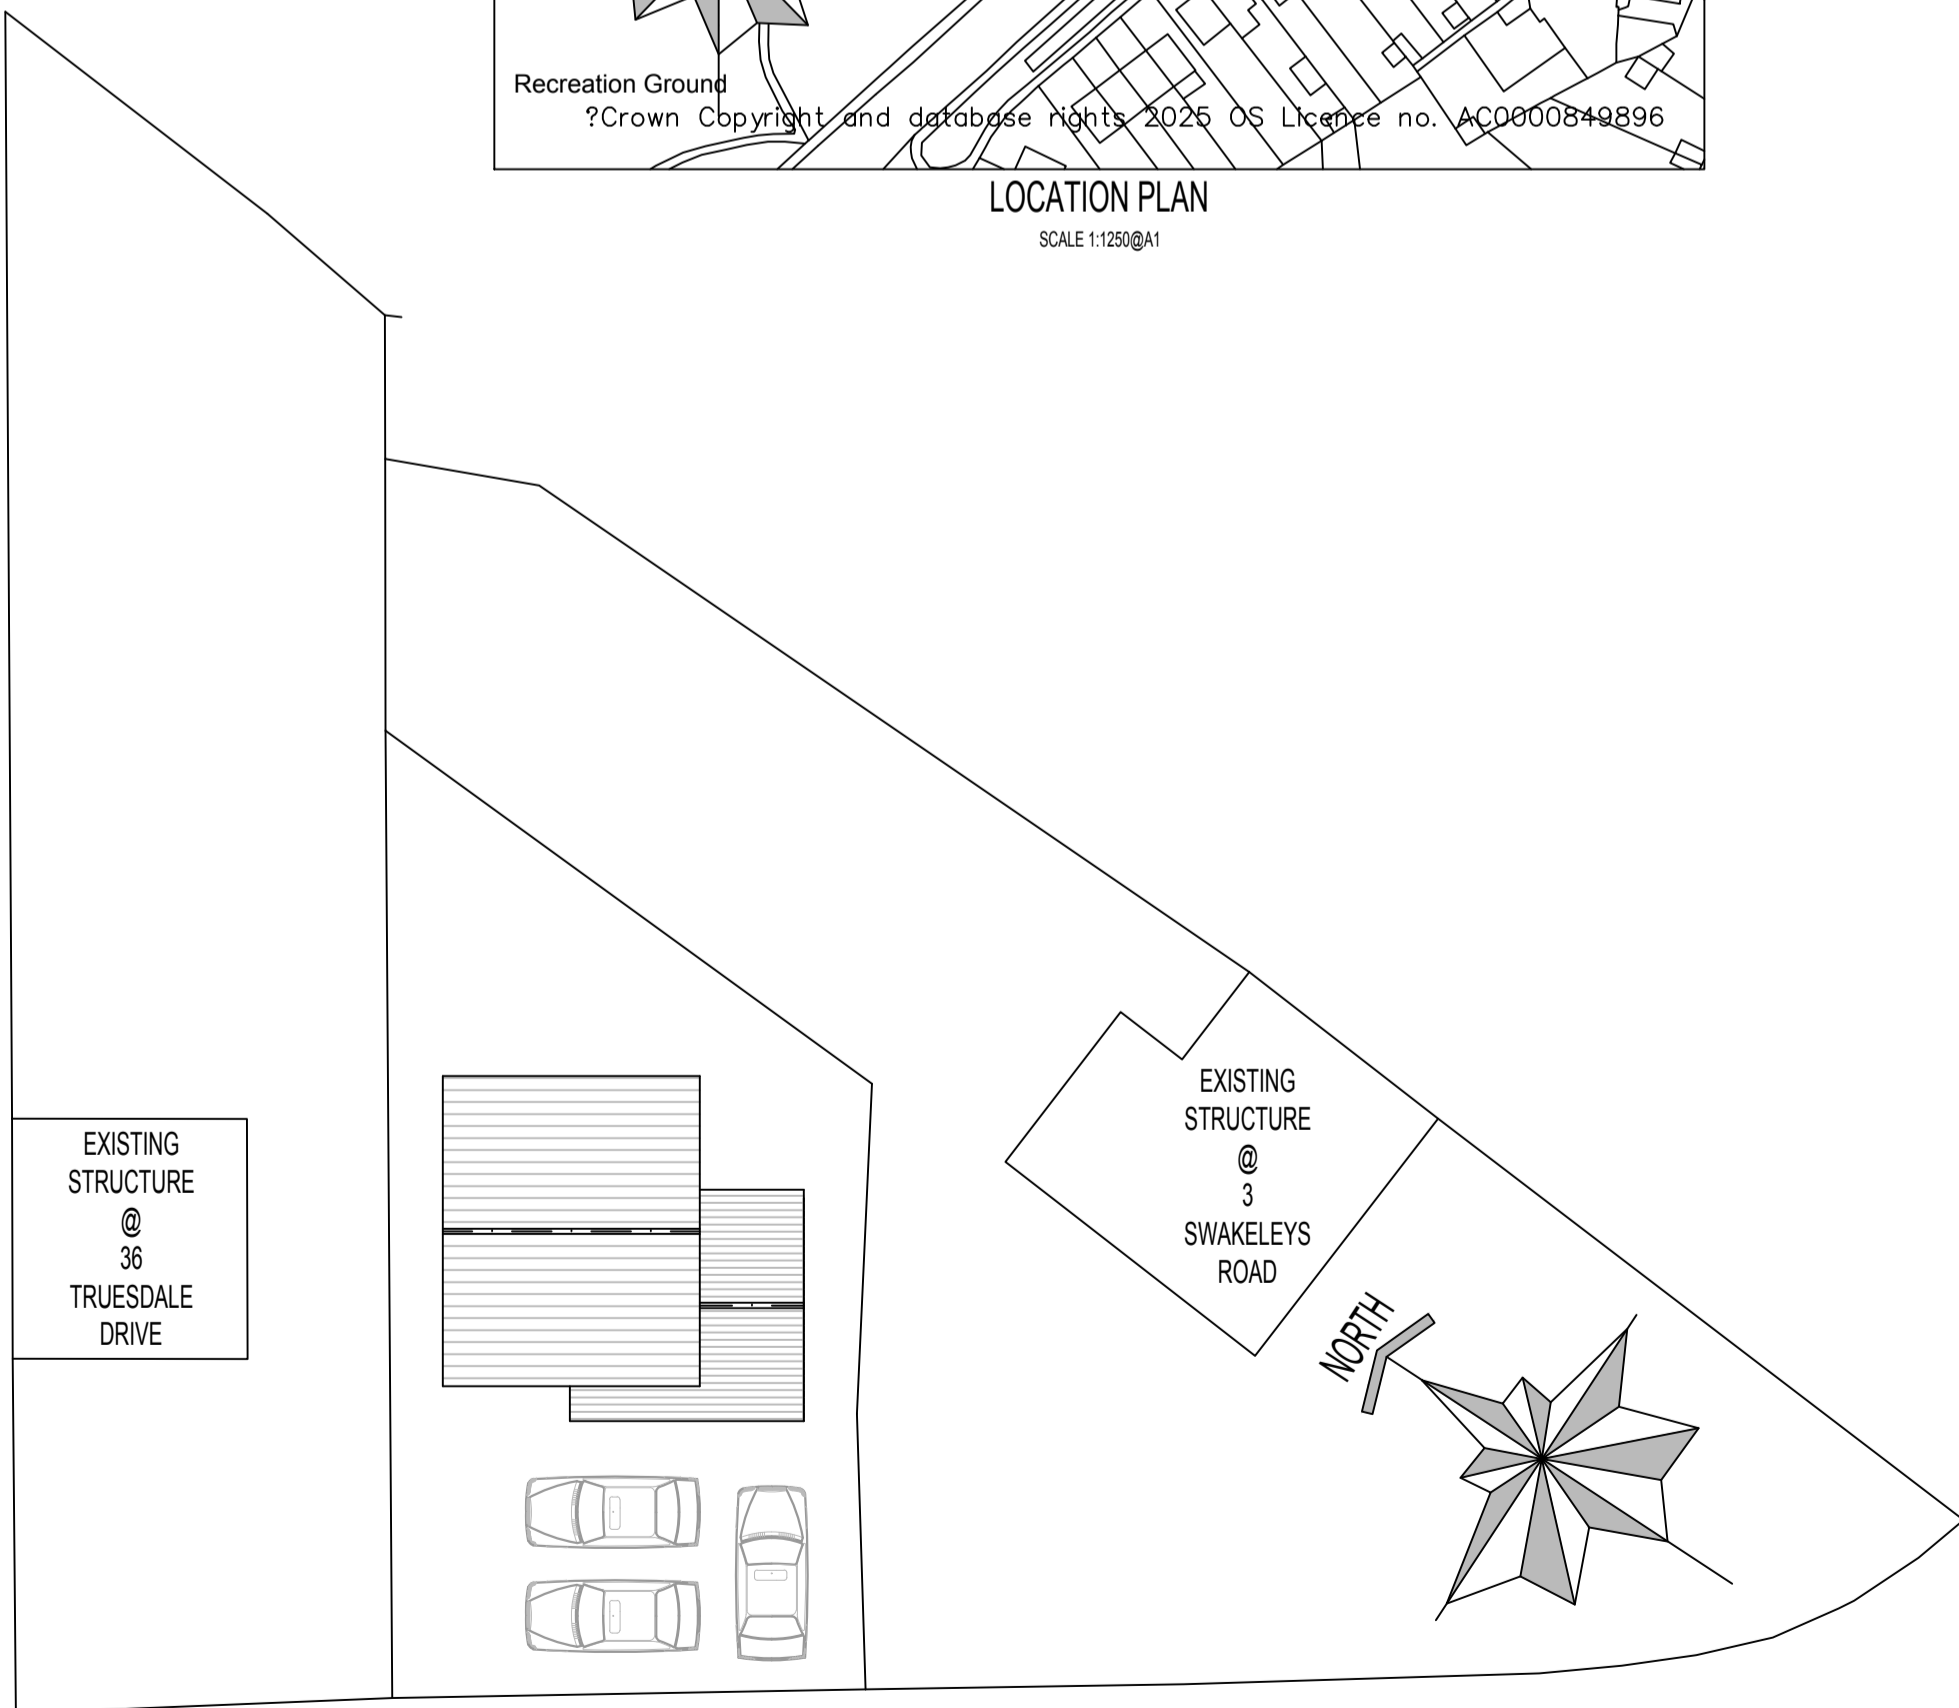 Recreation Ground
?Crown Copyright and database rights 2025 OS Licence no. AC0000849896
LOCATION PLAN
SCALE 1:1250@A1
EXISTING
STRUCTURE
@
3
SWAKELEYS
ROAD
EXISTING
STRUCTURE
@
36
TRUESDALE
DRIVE
NORTH